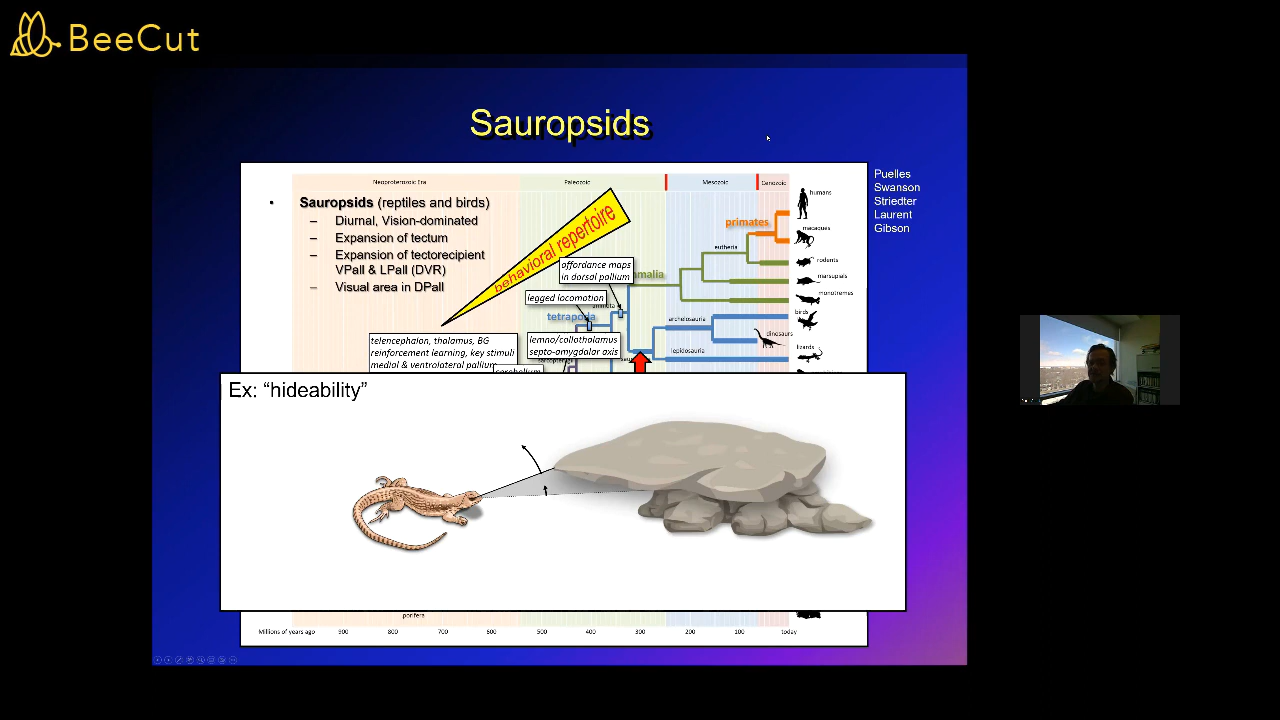 BeeCut
Sauropsids
Puelles
Swanson
Striedter
Laurent
Gibson
Neoproterozoic Era
Paleozoic
Mesozoic
Cenozoic
• Sauropsids (reptiles and birds)
– Diurnal, Vision-dominated
– Expansion of tectum
– Expansion of tectorecipient
VPall & LPall (DVR)
– Visual area in DPall
behavioral repertoire
affordance maps
in dorsal pallium
legged locomotion
tetrapoda
lemno/collothalamus
septo-amygdalar axis
telencephalon, thalamus, BG
reinforcement learning, key stimuli
medial & ventrolateral pallium
cerebellum
primates
eutheria
archelosauria
lepidosauria
humans
macaques
rodents
marsupials
monotremes
birds
dinosaurs
lizards
Ex: “hideability”
porifera
Millions of years ago 900 800 700 600 500 400 300 200 100 today